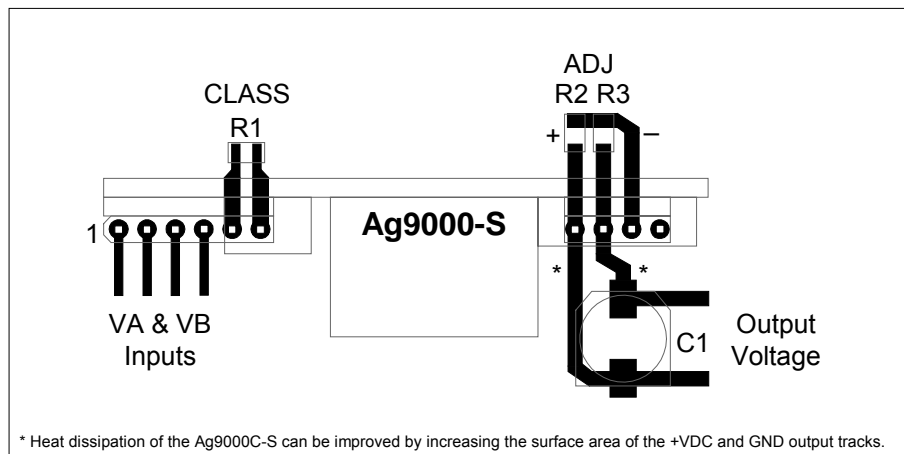 ADJ
R2 R3
CLASS
R1
+
–
Ag9000-S
1
*
*
VA & VB
Inputs
C1
Output
Voltage
* Heat dissipation of the Ag9000C-S can be improved by increasing the surface area of the +VDC and GND output tracks.